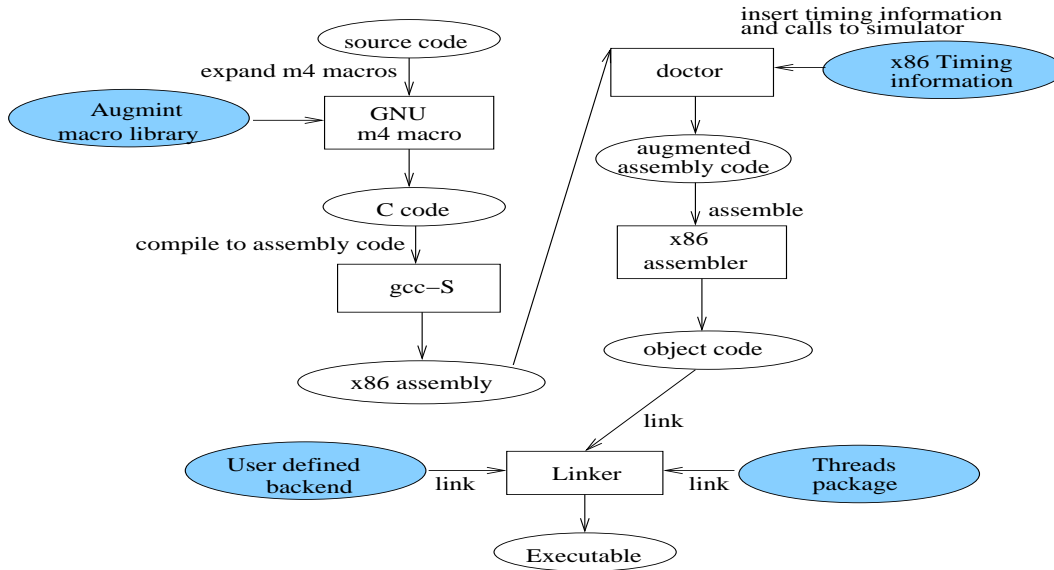 source code
expand m4 macros
Augmint
macro library
GNU
m4 macro
C code
compile to assembly code
gcc−S
x86 assembly
insert timing information
and calls to simulator
doctor
x86 Timing
information
augmented
assembly code
assemble
x86
assembler
object code
link
User defined
backend
link
Linker
link
Threads
package
Executable